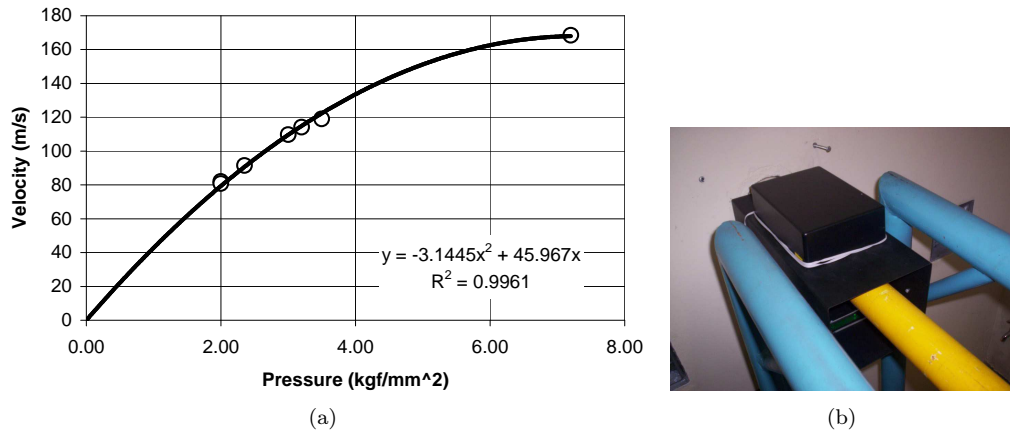 180
160
140
120
100
80
60
40
20
0
Velocity (m/s)
y = -3.1445x² + 45.967x
R² = 0.9961
0.00 2.00 4.00 6.00 8.00
Pressure (kgf/mm^2)
(a) (b)